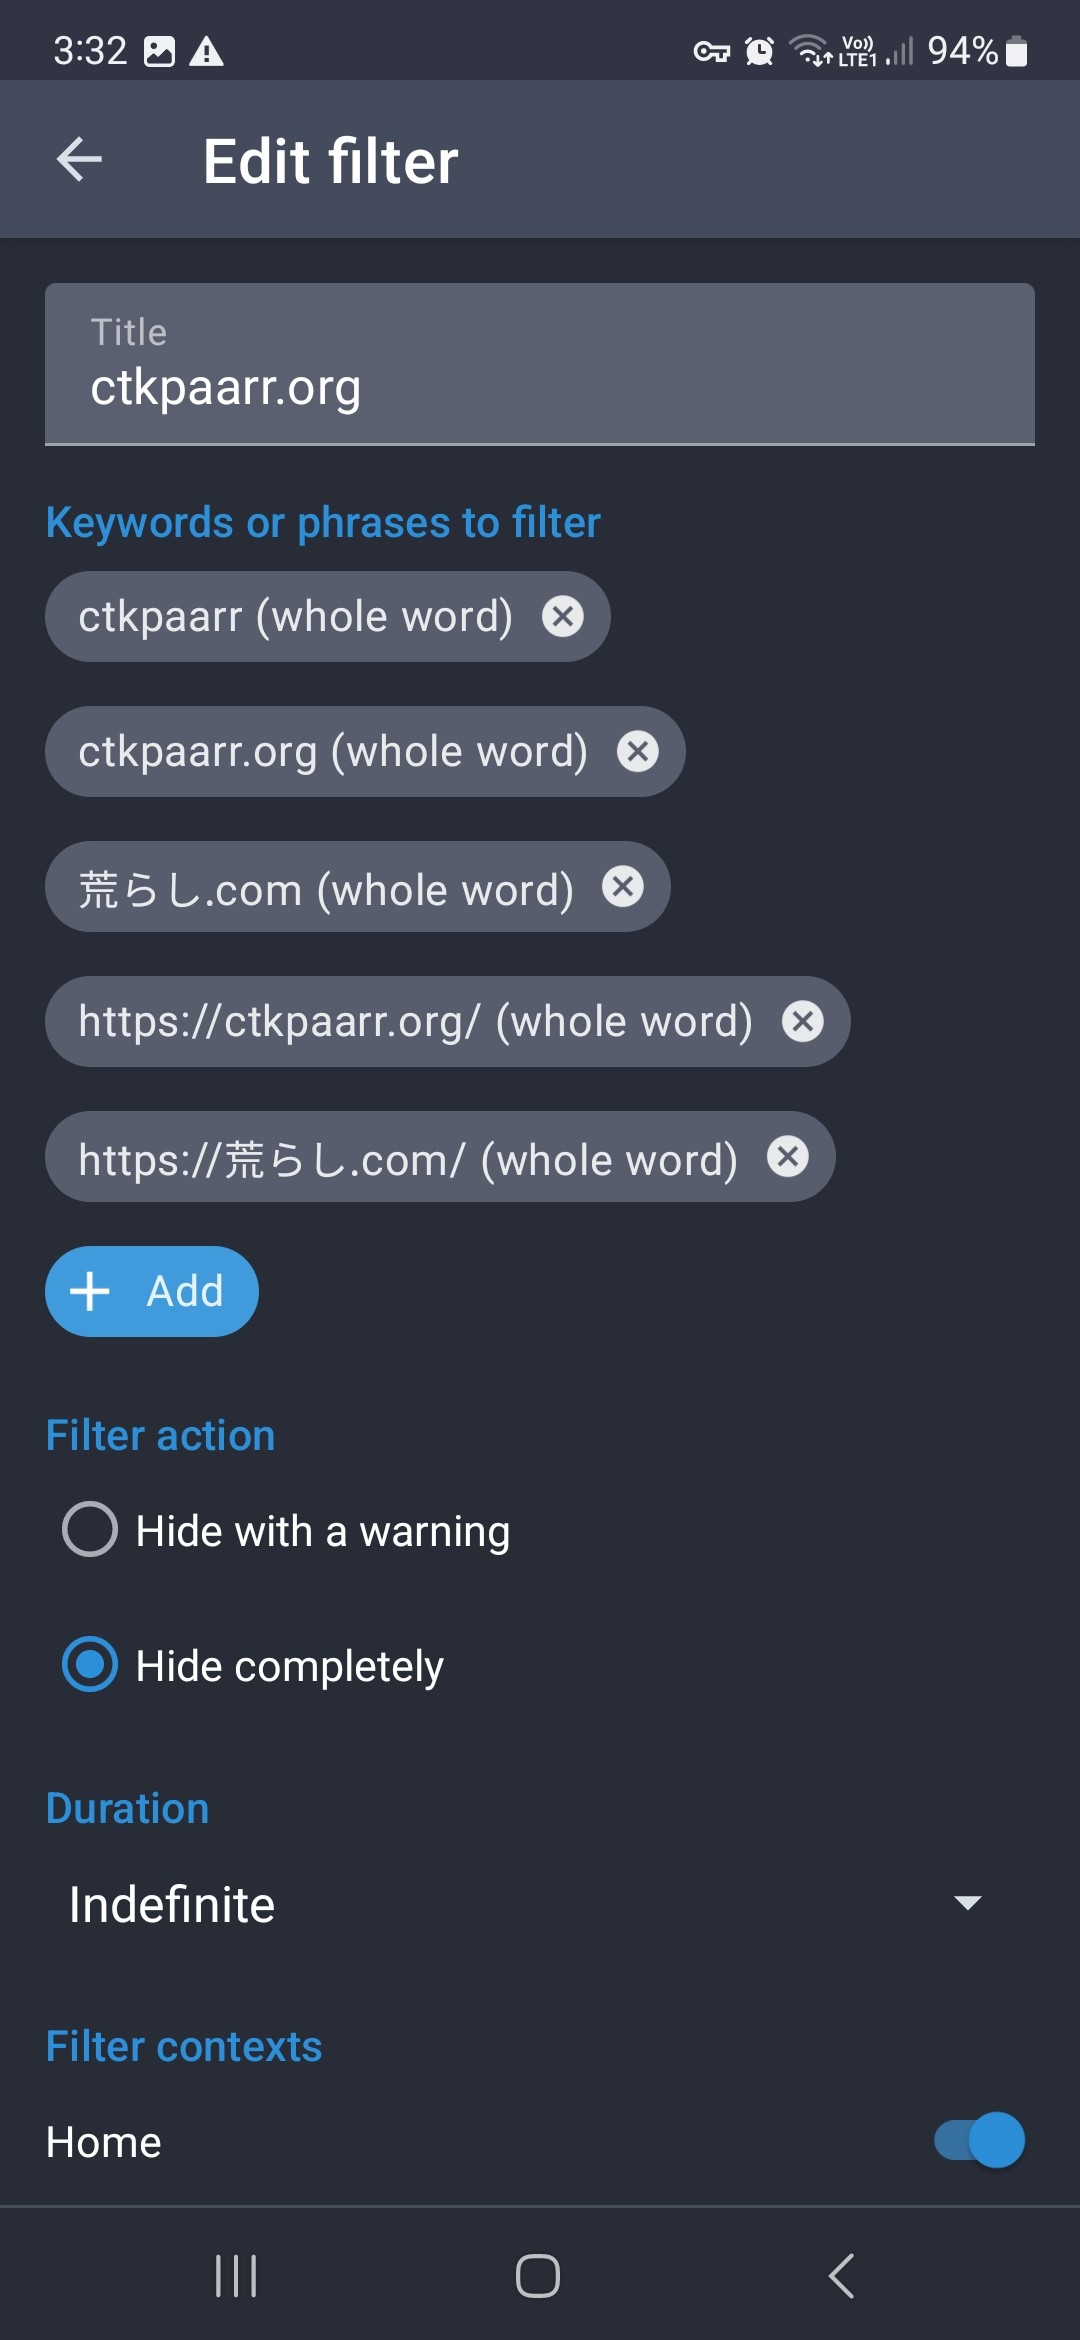 3:32
Vo))
LTE1
94%
Edit filter
Title
ctkpaarr.org
Keywords or phrases to filter
ctkpaarr (whole word)
ctkpaarr.org (whole word)
荒らし.com (whole word)
https://ctkpaarr.org/ (whole word)
https://荒らし.com/ (whole word)
Add
Filter action
Hide with a warning
Hide completely
Duration
Indefinite
Filter contexts
Home